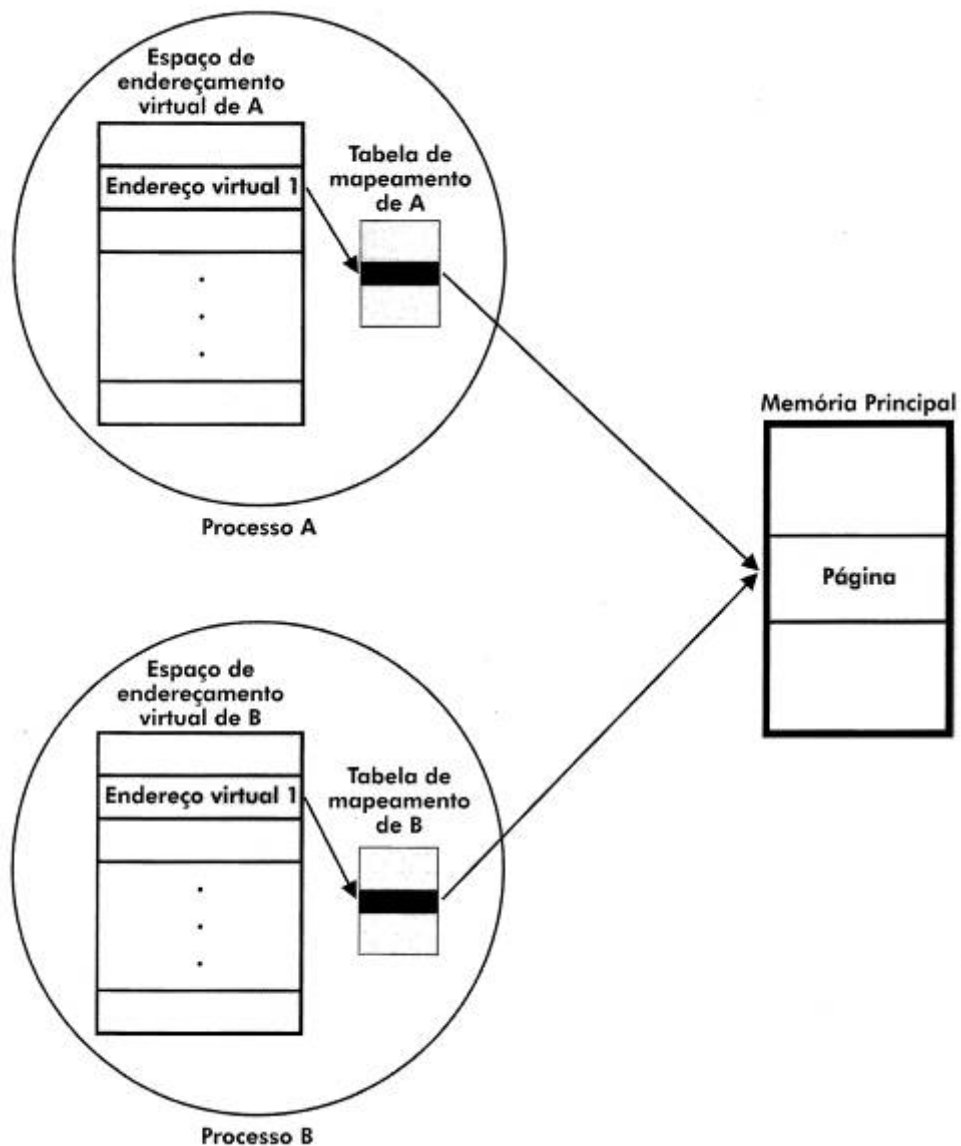 Espaço de
endereçamento
virtual de A
Endereço virtual 1
Tabela de
mapeamento
de A
Processo A
Memória Principal
Página
Espaço de
endereçamento
virtual de B
Endereço virtual 1
Tabela de
mapeamento
de B
Processo B